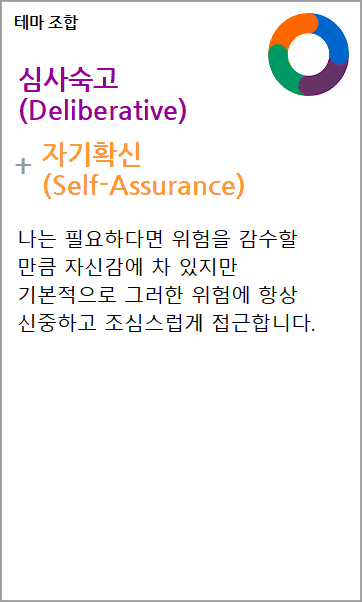 테마 조합
심사숙고
(Deliberative)
+ 자기확신
(Self-Assurance)
나는 필요하다면 위험을 감수할
만큼 자신감에 차 있지만
기본적으로 그러한 위험에 항상
신중하고 조심스럽게 접근합니다.